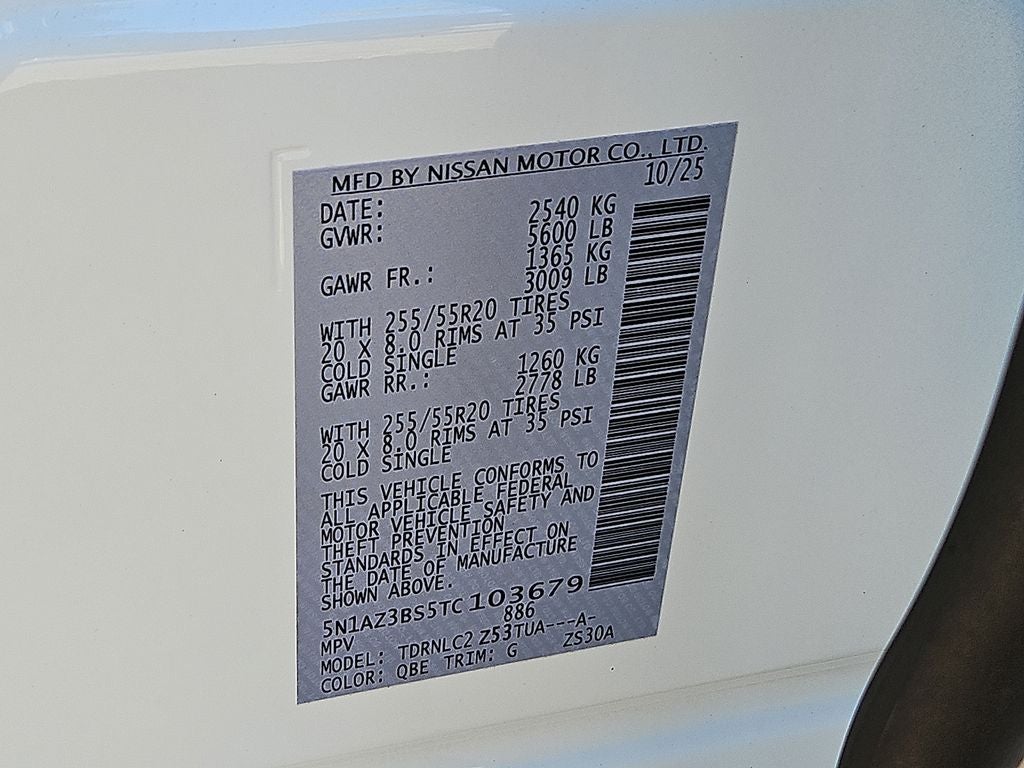 MFD BY NISSAN MOTOR CO., LTD.
DATE: 10/25
GVWR: 2540 KG
5600 LB
GAWR FR.: 1365 KG
3009 LB
WITH 255/55R20 TIRES
20 X 8.0 RIMS AT 35 PSI
COLD SINGLE
GAWR RR.: 1260 KG
2778 LB
WITH 255/55R20 TIRES
20 X 8.0 RIMS AT 35 PSI
COLD SINGLE
THIS VEHICLE CONFORMS TO
ALL APPLICABLE FEDERAL
MOTOR VEHICLE SAFETY AND
THEFT PREVENTION
STANDARDS IN EFFECT ON
THE DATE OF MANUFACTURE
SHOWN ABOVE.
5N1AZ3BS5TC103679
MPV 886
MODEL: TDRNLC2 Z53TUA---A-
COLOR: QBE TRIM: G ZS30A